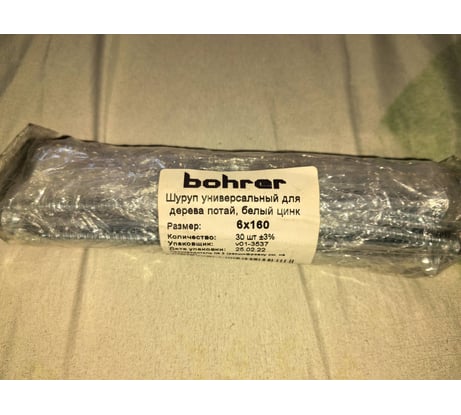 bohrer
Шуруп универсальный для
дерева потай, белый цинк
Размер: 6х160
Количество: 30 шт ±3%
Упаковщик: v01-3537
Дата упаковки: 25.02.22